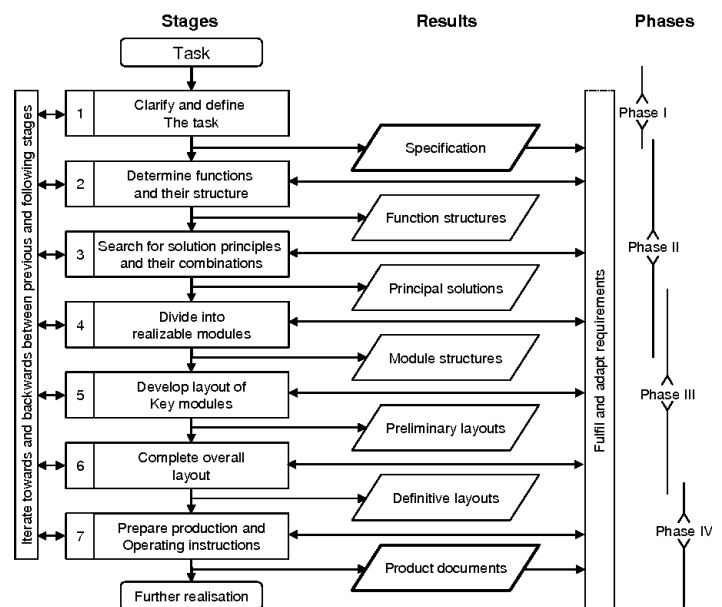 Stages
Results
Phases
Task
1
Clarify and define
The task
Specification
Phase I
2
Determine functions
and their structure
Function structures
3
Search for solution principles
and their combinations
Phase II
Principal solutions
4
Divide into
realizable modules
Module structures
5
Develop layout of
Key modules
Phase III
Preliminary layouts
6
Complete overall
layout
Definitive layouts
7
Prepare production and
Operating instructions
Phase IV
Product documents
Further realisation
Iterate towards and backwards between previous and following stages
Fulfil and adapt requirements